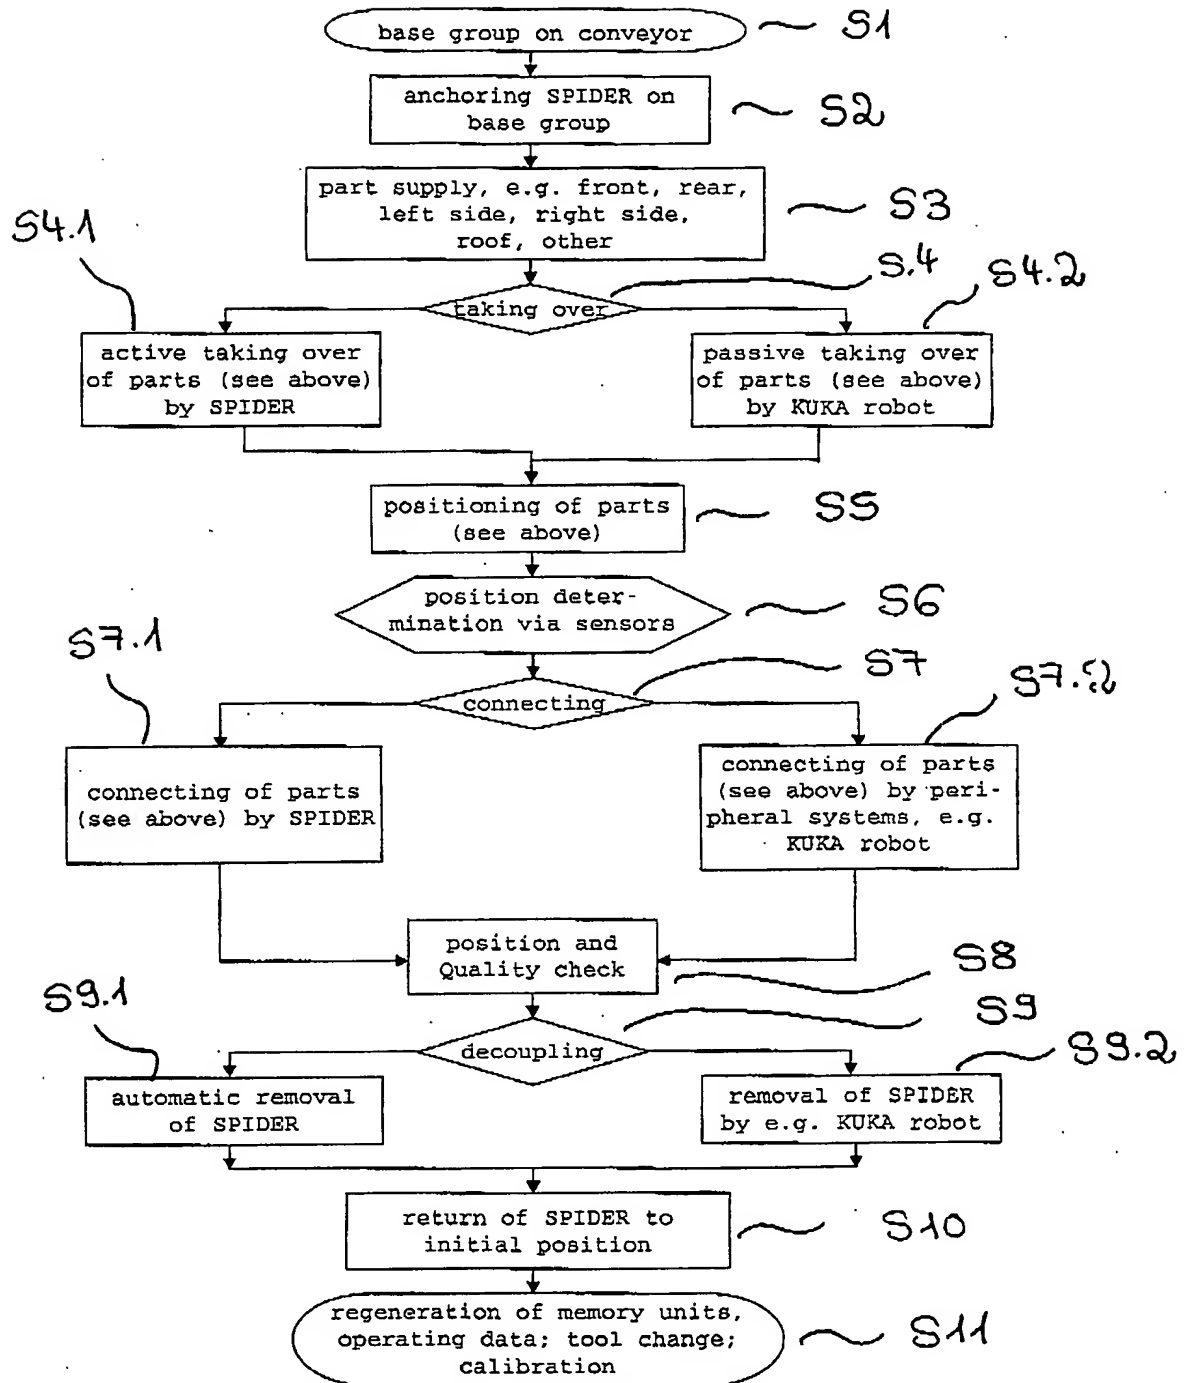 base group on conveyor
S1
anchoring SPIDER on
base group
S2
part supply, e.g. front, rear,
left side, right side,
roof, other
S3
S4.1
S.4
S4.2
taking over
active taking over
of parts (see above)
by SPIDER
passive taking over
of parts (see above)
by KUKA robot
positioning of parts
(see above)
S5
position deter-
mination via sensors
S6
S7.1
S7
S7.2
connecting
connecting of parts
(see above) by SPIDER
connecting of parts
(see above) by peri-
pheral systems, e.g.
KUKA robot
position and
Quality check
S8
S9.1
S9
S9.2
decoupling
automatic removal
of SPIDER
removal of SPIDER
by e.g. KUKA robot
return of SPIDER to
initial position
S10
regeneration of memory units,
operating data; tool change;
calibration
S11